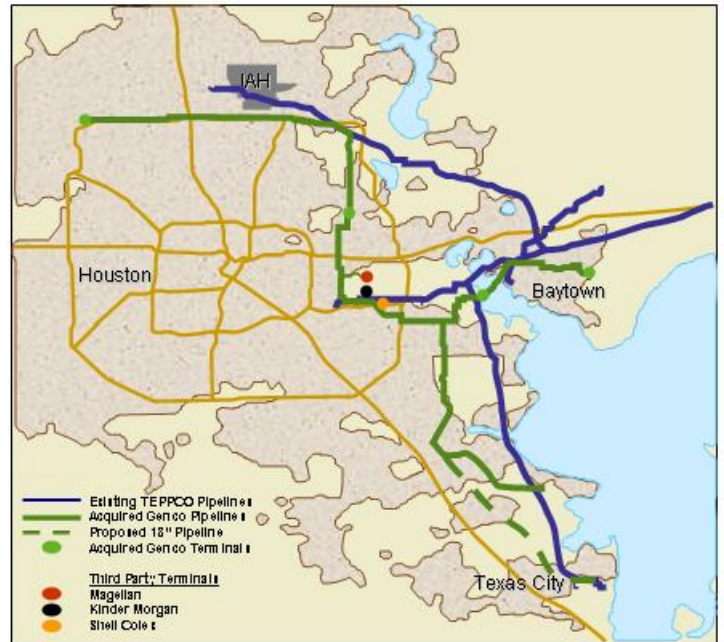 IAH
Houston
Baytown
Existing TEPPCO Pipelines
Acquired Genco Pipelines
Proposed 18" Pipeline
Acquired Genco Terminals
Texas City
Third Party Terminals
Magellan
Kinder Morgan
Shell Colex